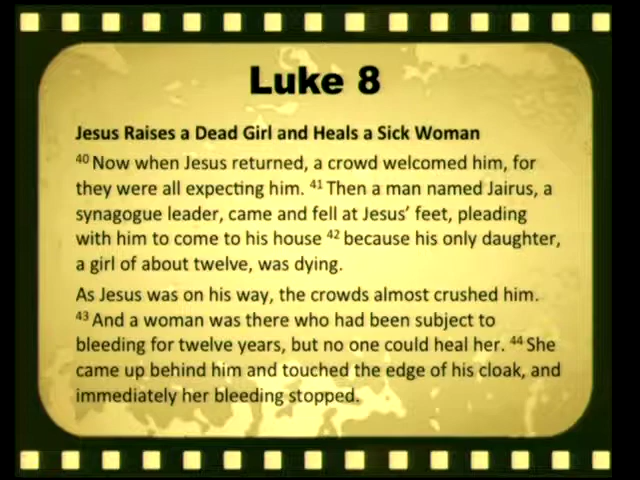 Luke 8
Jesus Raises a Dead Girl and Heals a Sick Woman
40 Now when Jesus returned, a crowd welcomed him, for
they were all expecting him. 41 Then a man named Jairus, a
synagogue leader, came and fell at Jesus’ feet, pleading
with him to come to his house 42 because his only daughter,
a girl of about twelve, was dying.
As Jesus was on his way, the crowds almost crushed him.
43 And a woman was there who had been subject to
bleeding for twelve years, but no one could heal her. 44 She
came up behind him and touched the edge of his cloak, and
immediately her bleeding stopped.